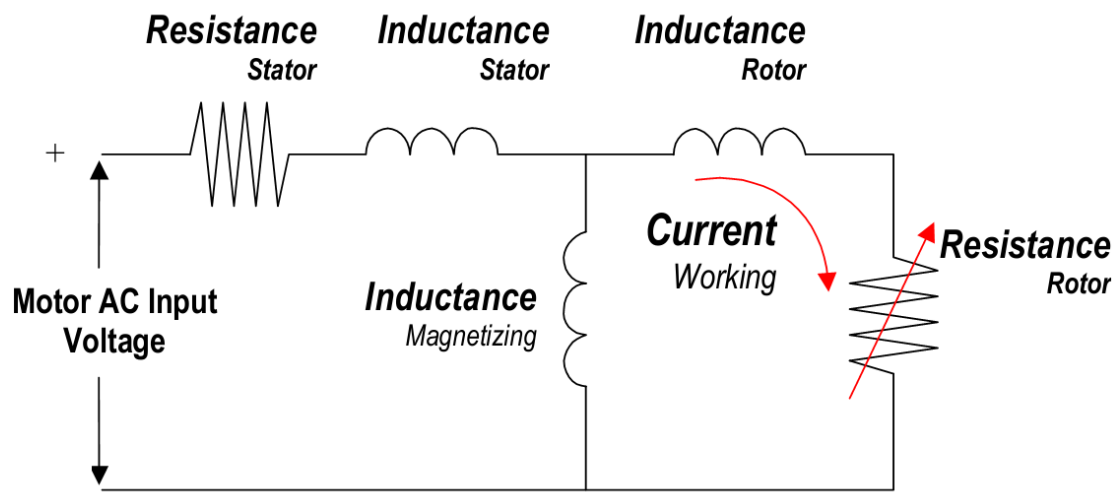 Resistance
Stator
Inductance
Stator
Inductance
Rotor
+
Current
Working
Resistance
Rotor
Motor AC Input
Voltage
Inductance
Magnetizing